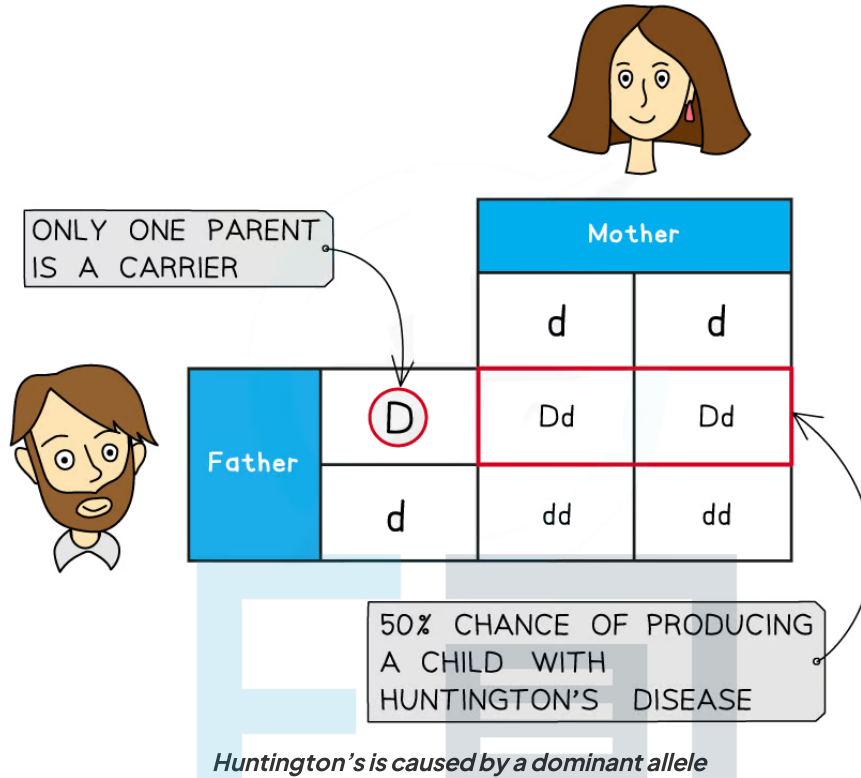 ONLY ONE PARENT
IS A CARRIER
Mother
d d
Father
D Dd Dd
d dd dd
50% CHANCE OF PRODUCING
A CHILD WITH
HUNTINGTON'S DISEASE
Huntington's is caused by a dominant allele